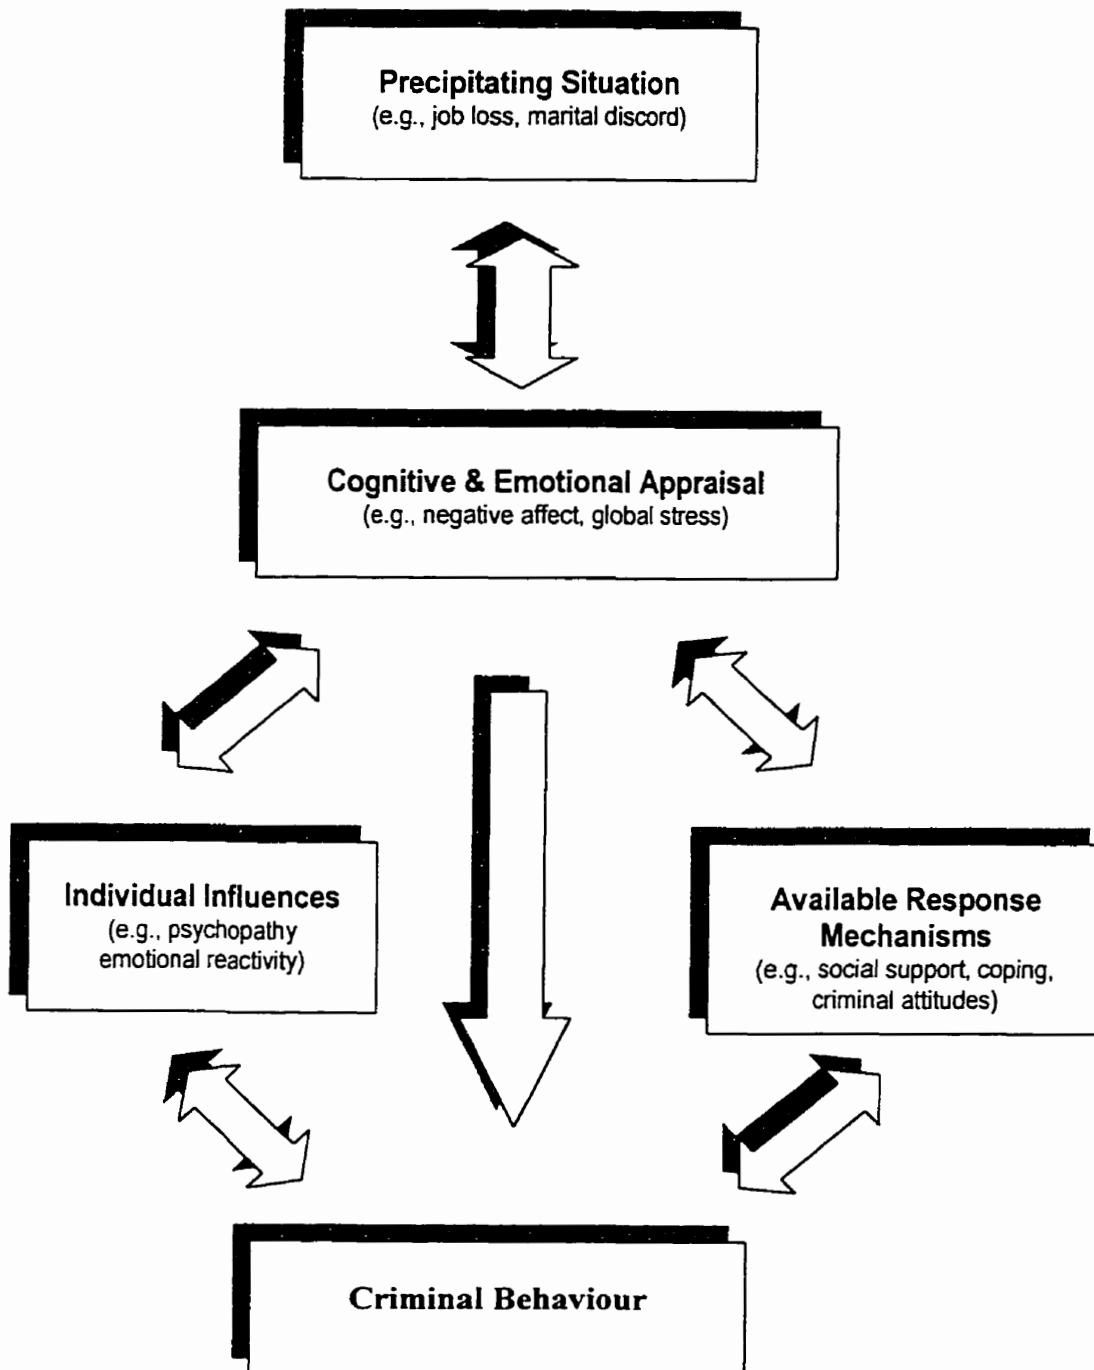 Precipitating Situation
(e.g., job loss, marital discord)
Cognitive & Emotional Appraisal
(e.g., negative affect, global stress)
Individual Influences
(e.g., psychopathy
emotional reactivity)
Available Response
Mechanisms
(e.g., social support, coping,
criminal attitudes)
Criminal Behaviour